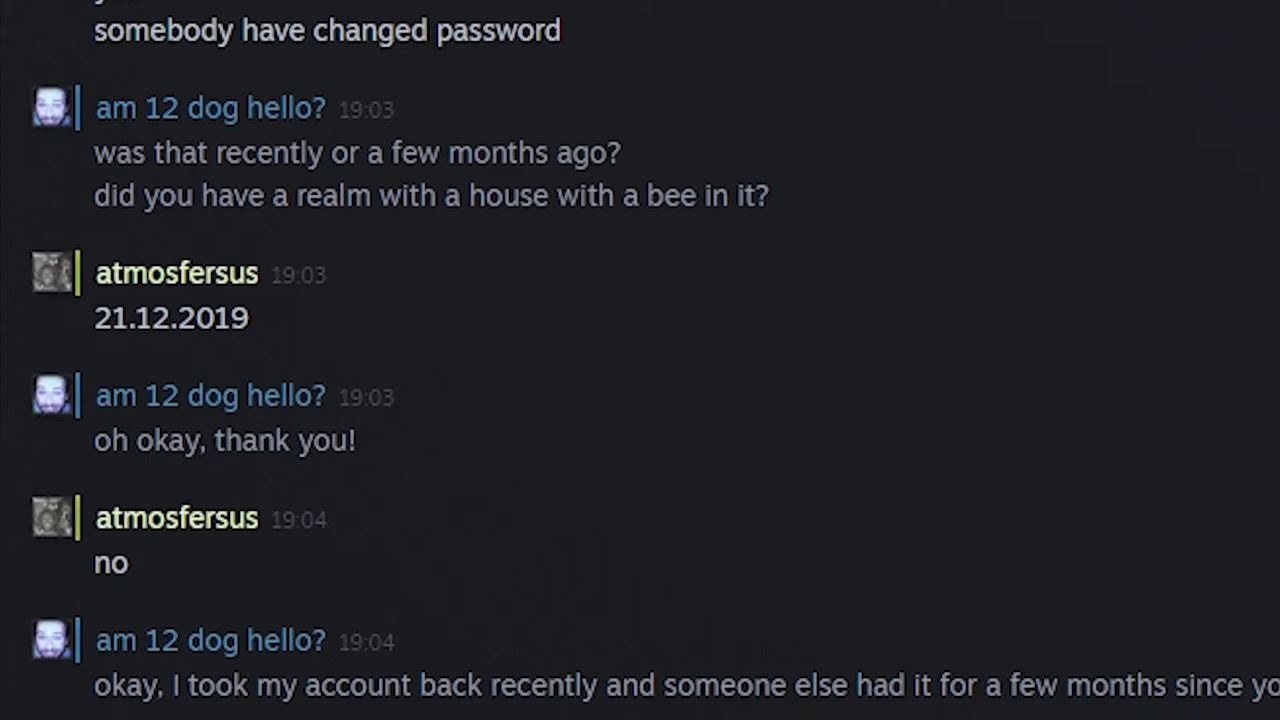 somebody have changed password
am 12 dog hello? 19:03
was that recently or a few months ago?
did you have a realm with a house with a bee in it?
atmosfersus 19:03
21.12.2019
am 12 dog hello? 19:03
oh okay, thank you!
atmosfersus 19:04
no
am 12 dog hello? 19:04
okay, I took my account back recently and someone else had it for a few months since